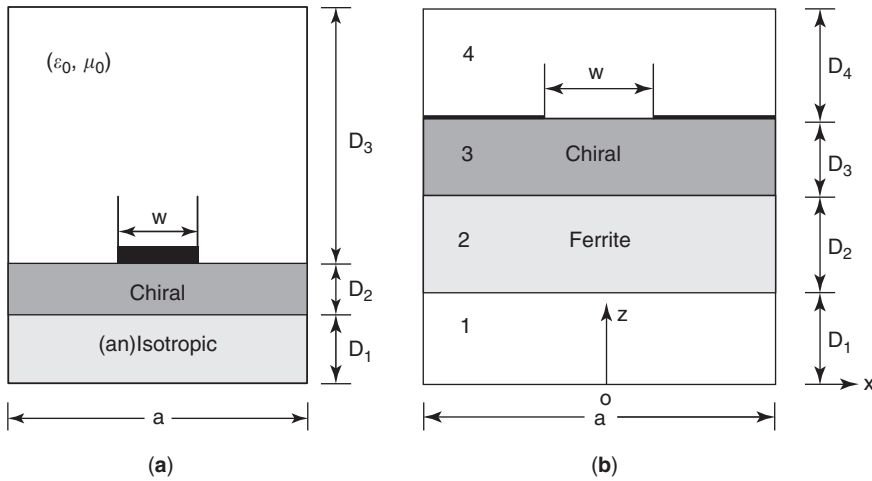 (ε0, μ0)
w
D3
Chiral
D2
(an)Isotropic
D1
a
(a)
4
w
D4
3
Chiral
D3
2
Ferrite
D2
1
z
D1
o
x
a
(b)